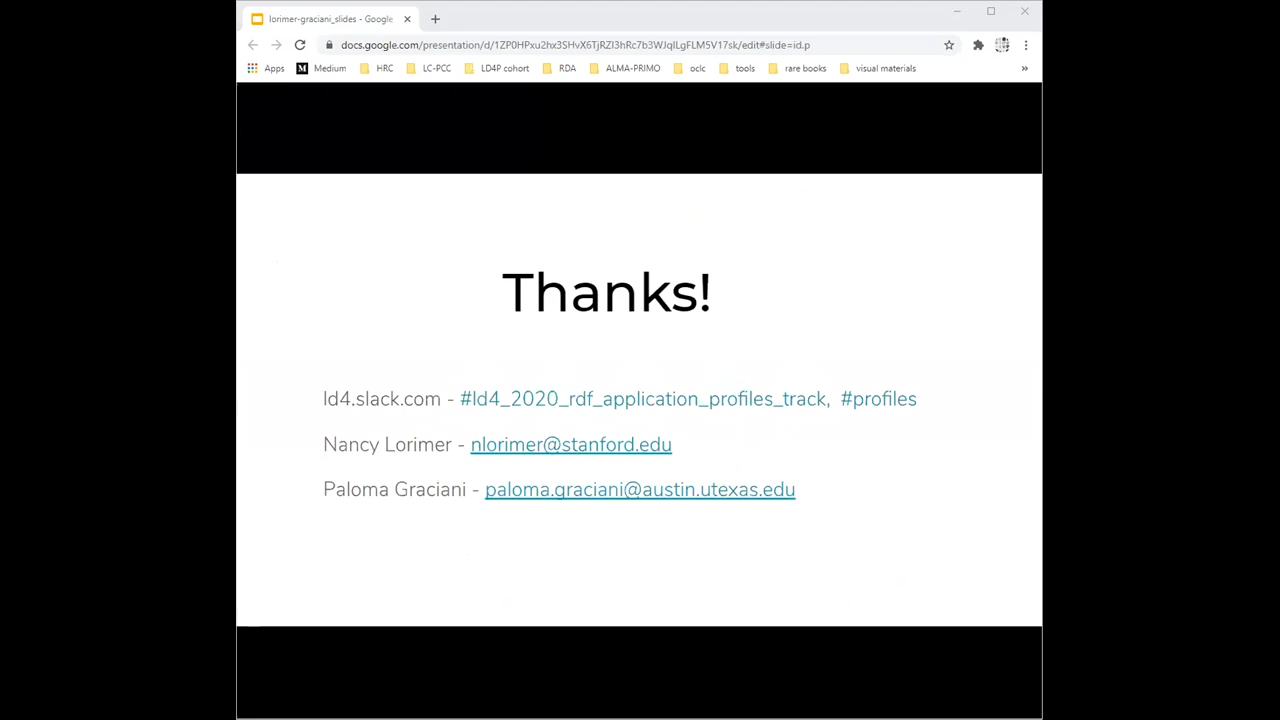 lorimer-graciani_slides - Google
docs.google.com/presentation/d/1ZP0HPxu2hx3SHvX6TjRZI3hRc7b3WJqILgFLM5V17sk/edit#slide=id.p
Apps Medium HRC LC-PCC LD4P cohort RDA ALMA-PRIMO oclc tools rare books visual materials »
Thanks!
ld4.slack.com - #ld4_2020_rdf_application_profiles_track, #profiles
Nancy Lorimer - nlorimer@stanford.edu
Paloma Graciani - paloma.graciani@austin.utexas.edu